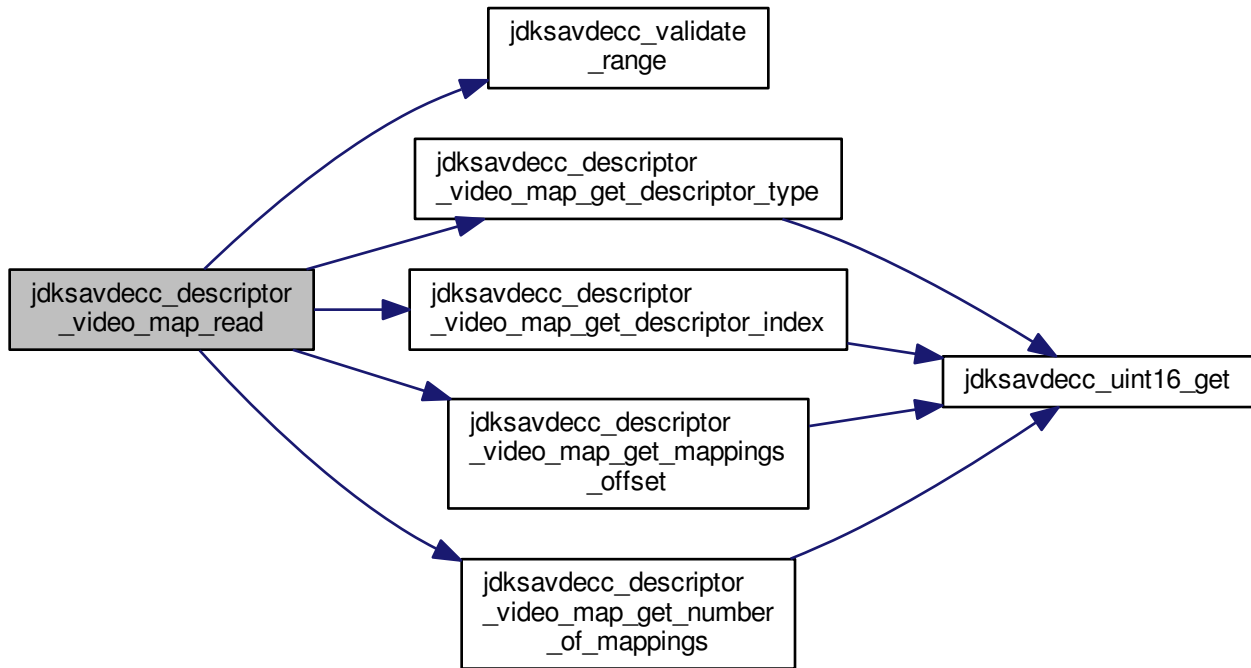 jdksavdecc_validate
_range
jdksavdecc_descriptor
_video_map_get_descriptor_type
jdksavdecc_descriptor
_video_map_read
jdksavdecc_descriptor
_video_map_get_descriptor_index
jdksavdecc_uint16_get
jdksavdecc_descriptor
_video_map_get_mappings
_offset
jdksavdecc_descriptor
_video_map_get_number
_of_mappings